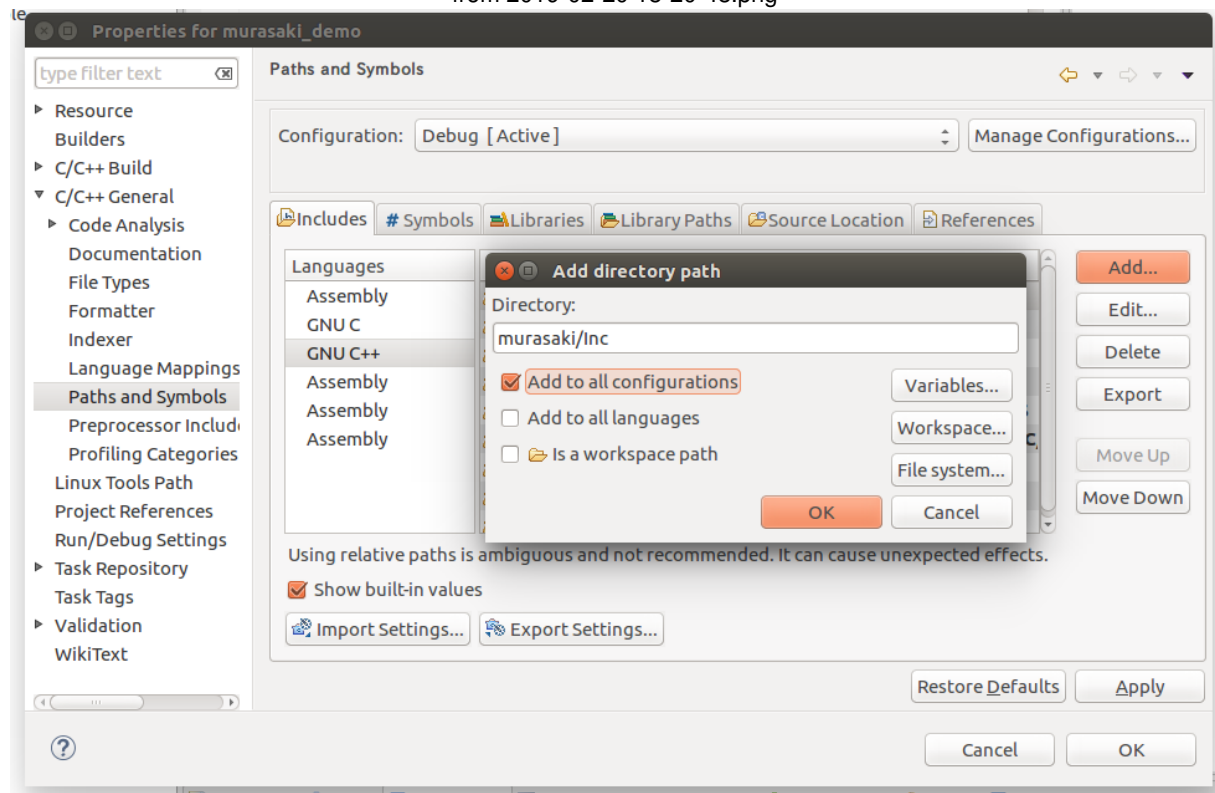 Properties for murasaki_demo
type filter text
Resource
Builders
C/C++ Build
C/C++ General
Code Analysis
Documentation
File Types
Formatter
Indexer
Language Mappings
Paths and Symbols
Preprocessor
Profiling Categories
Linux Tools Path
Project References
Run/Debug Settings
Task Repository
Task Tags
Validation
WikiText
Paths and Symbols
Configuration: Debug [ Active ] Manage Configurations...
Includes # Symbols Libraries Library Paths Source Location References
Languages
Assembly
GNU C
GNU C++
Assembly
Assembly
Assembly
Add directory path
Directory:
murasaki/Inc
Add to all configurations
Add to all languages
Is a workspace path
Variables...
Workspace...
File system...
OK Cancel
Add...
Edit...
Delete
Export
Move Up
Move Down
Using relative paths is ambiguous and not recommended. It can cause unexpected effects.
Show built-in values
Import Settings... Export Settings...
Restore Defaults Apply
Cancel OK